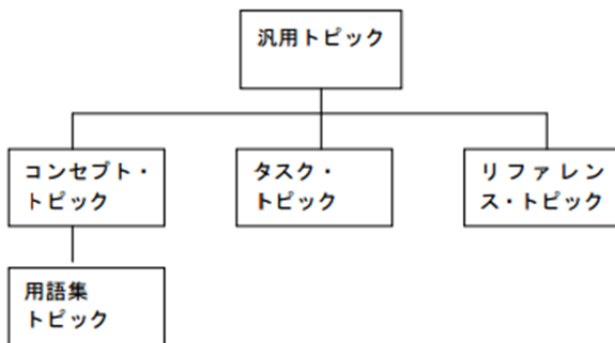 汎用トピック
コンセプト・
トピック
タスク・
トピック
リファレン
ス・トピック
用語集
トピック